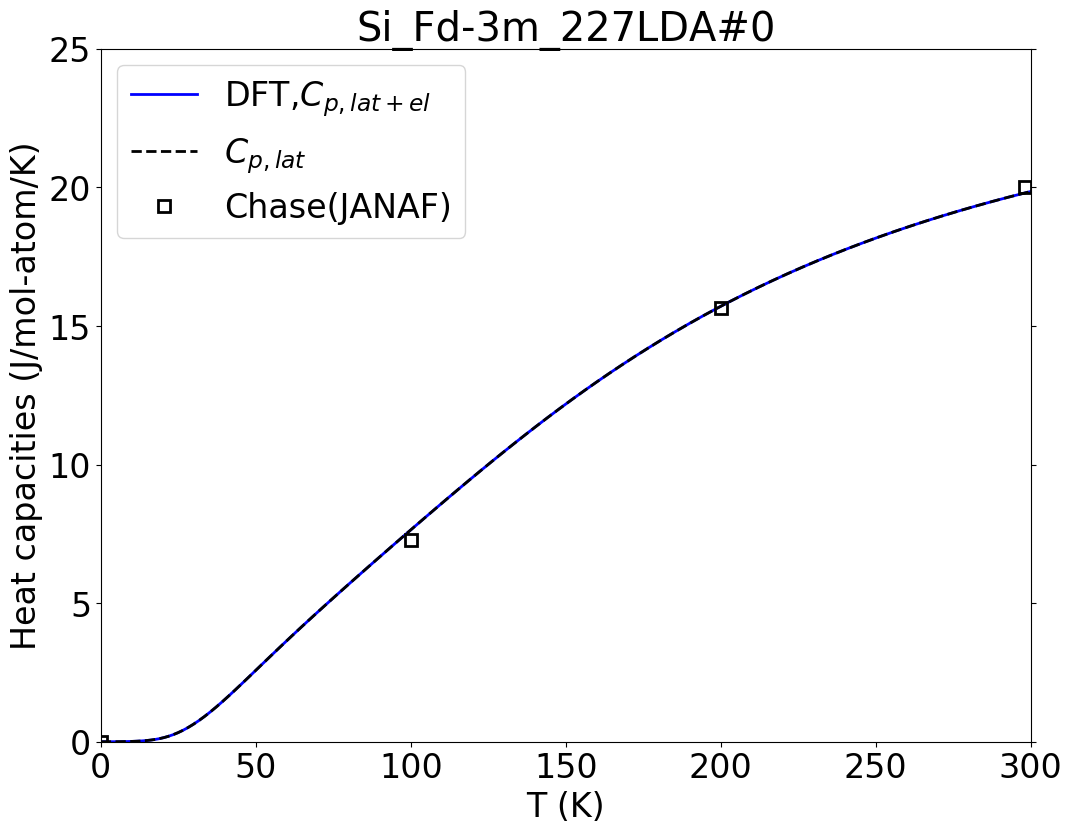 Si_Fd-3m_227LDA#0
25
20
15
10
5
0
Heat capacities (J/mol-atom/K)
DFT,C_{p, lat+el}
C_{p, lat}
Chase(JANAF)
0 50 100 150 200 250 300
T (K)